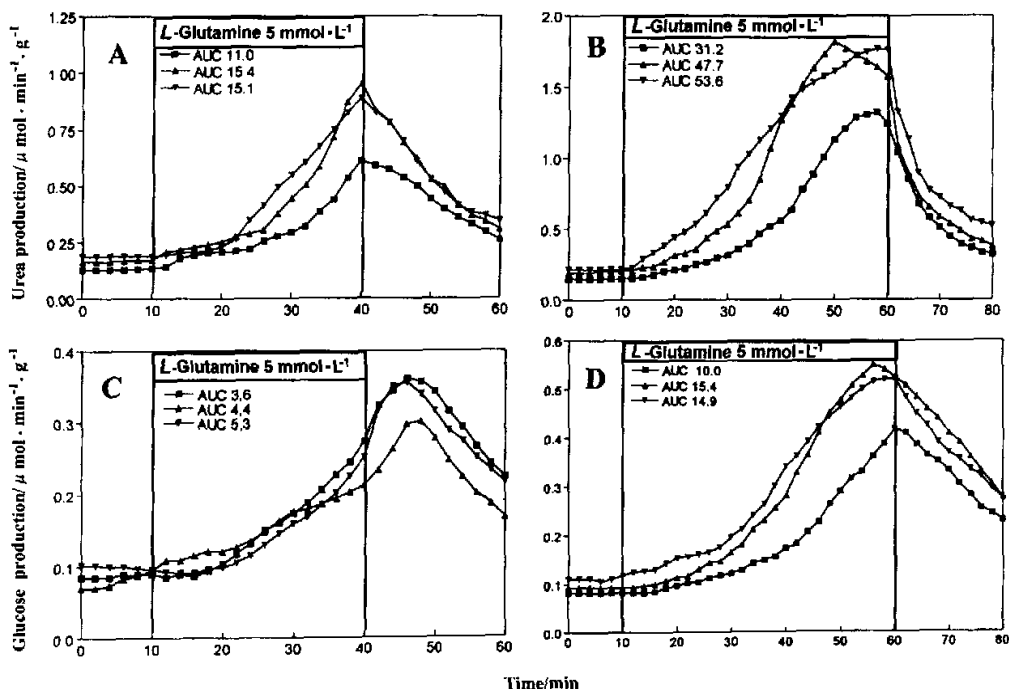 Urea production/ μ mol · min⁻¹ · g⁻¹
A
L-Glutamine 5 mmol·L⁻¹
AUC 11.0
AUC 15.4
AUC 15.1
1.25
1.00
0.75
0.50
0.25
0.00
0 10 20 30 40 50 60
B
L-Glutamine 5 mmol·L⁻¹
AUC 31.2
AUC 47.7
AUC 53.6
2.0
1.5
1.0
0.5
0.0
0 10 20 30 40 50 60 70 80
Glucose production/ μ mol · min⁻¹ · g⁻¹
C
L-Glutamine 5 mmol·L⁻¹
AUC 3,6
AUC 4,4
AUC 5,3
0.4
0.3
0.2
0.1
0.0
0 10 20 30 40 50 60
D
L-Glutamine 5 mmol·L⁻¹
AUC 10.0
AUC 15.4
AUC 14.9
0.6
0.5
0.4
0.3
0.2
0.1
0.0
0 10 20 30 40 50 60 70 80
Time/min